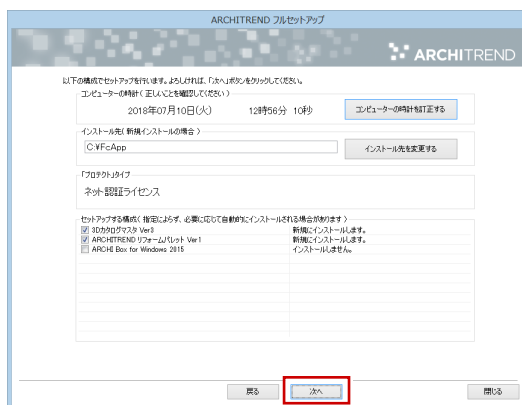 ARCHITREND フルセットアップ
ARCHITREND
以下の構成でセットアップを行います。よろしければ、「次へ」ボタンをクリックしてください。
コンピューターの時計（ 正しいことを確認してください ）
2018年07月10日(火) 12時56分 10秒 コンピューターの時計を訂正する
インストール先（ 新規インストールの場合 ）
C:¥FcApp インストール先を変更する
「プロテクト」タイプ
ネット認証ライセンス
セットアップする構成（ 指定によらず、必要に応じて自動的にインストールされる場合があります ）
3Dカタログマスタ Ver3 新規にインストールします。
ARCHITREND リフォームパレット Ver1 新規にインストールします。
ARCHI Box for Windows 2015 インストールしません。
戻る 次へ 閉じる